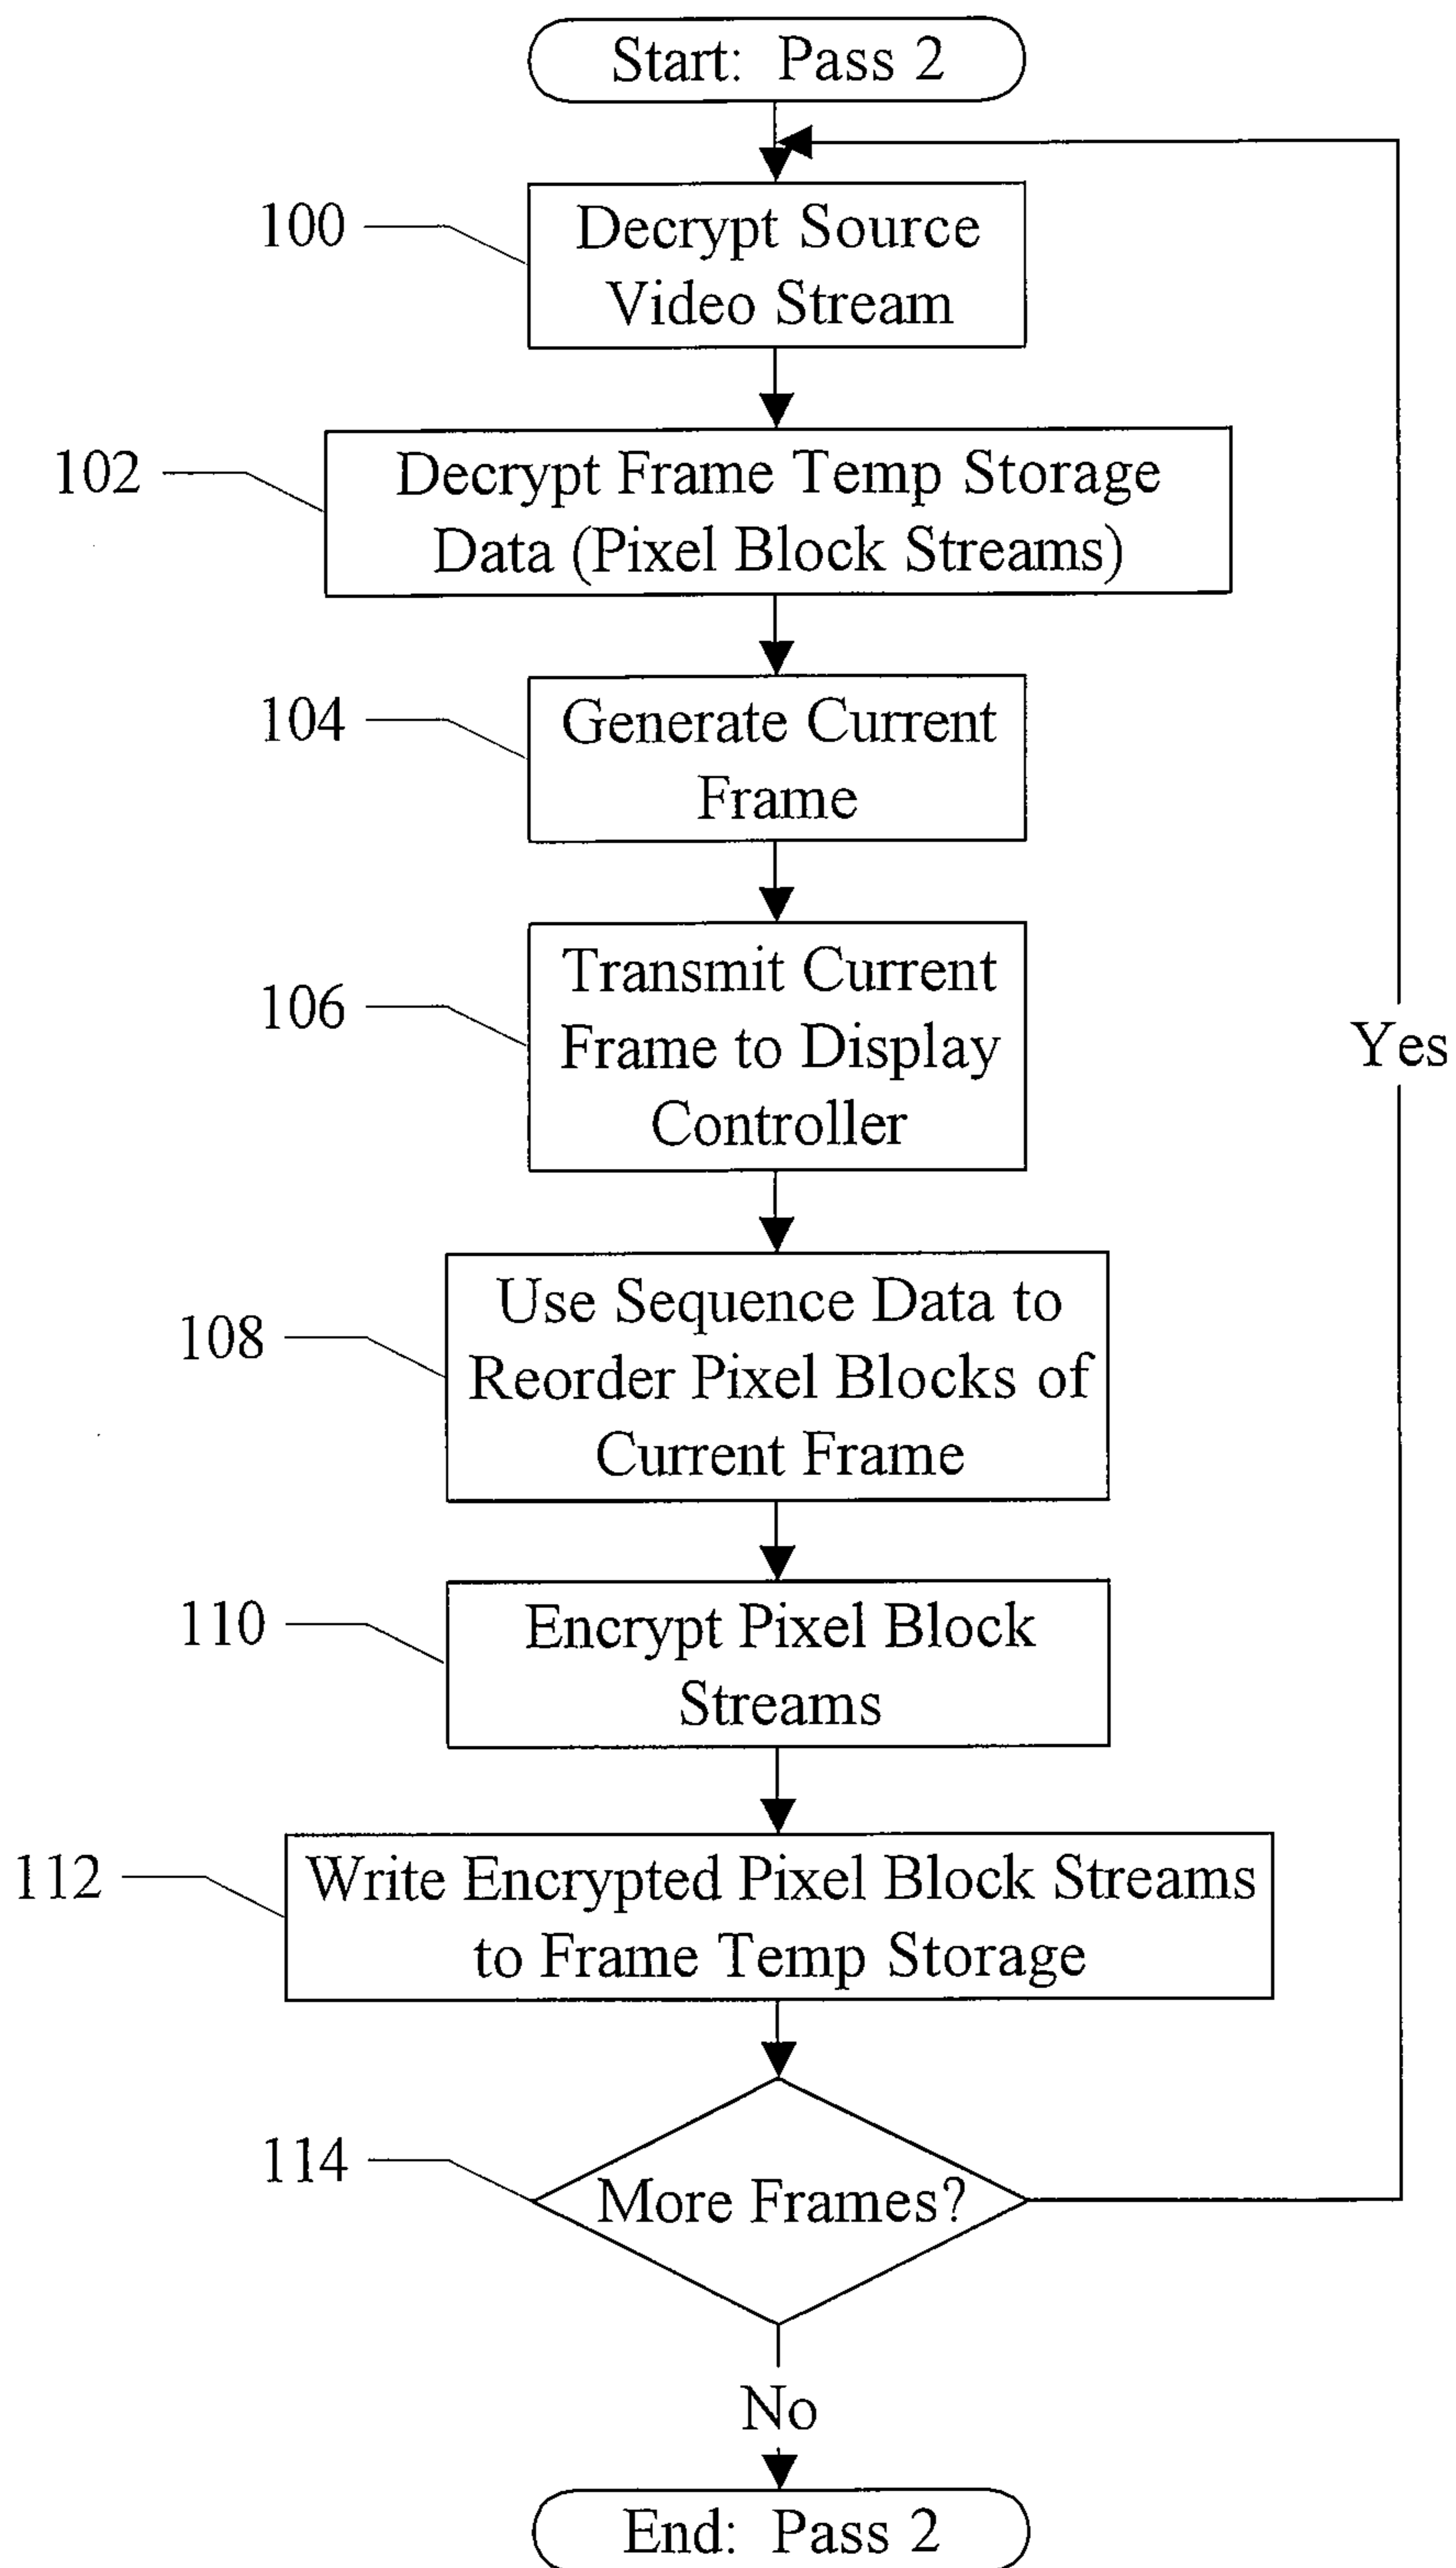 Start: Pass 2
100
Decrypt Source
Video Stream
102
Decrypt Frame Temp Storage
Data (Pixel Block Streams)
104
Generate Current
Frame
106
Transmit Current
Frame to Display
Controller
Yes
108
Use Sequence Data to
Reorder Pixel Blocks of
Current Frame
110
Encrypt Pixel Block
Streams
112
Write Encrypted Pixel Block Streams
to Frame Temp Storage
114
More Frames?
No
End: Pass 2